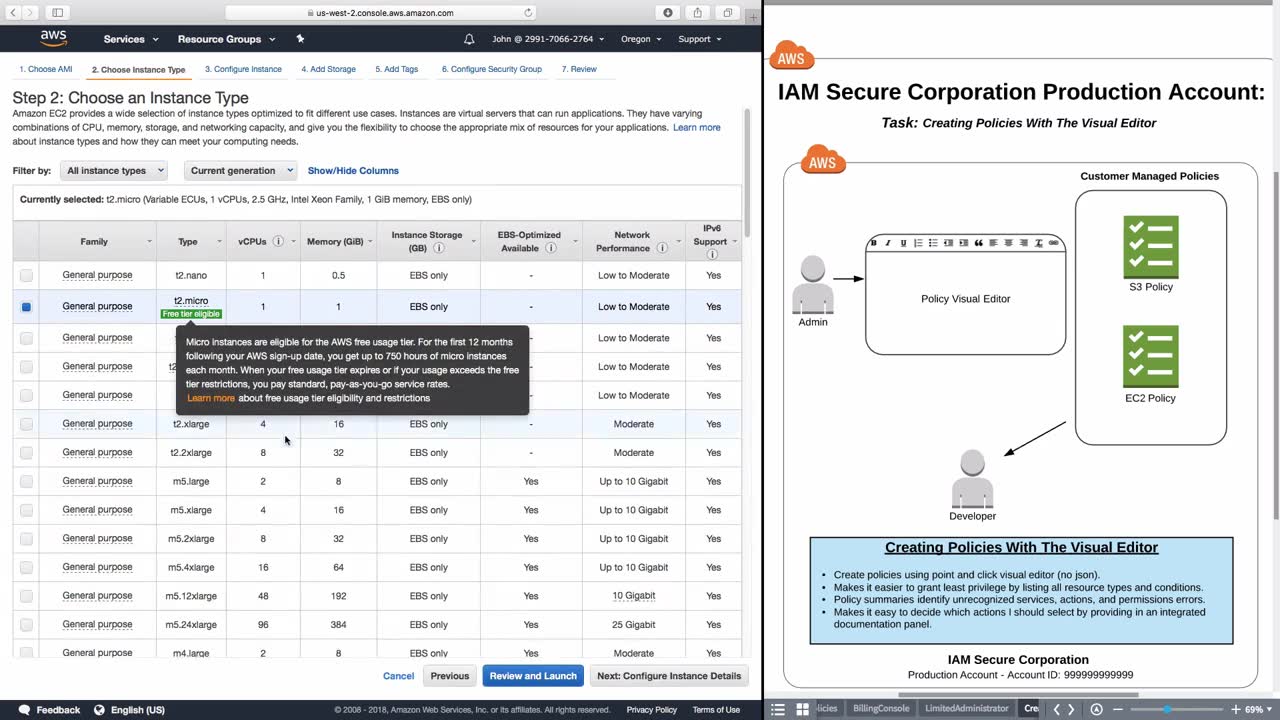 us-west-2.console.aws.amazon.com
aws
Services
Resource Groups
John @ 2991-7066-2764
Oregon
Support
1. Choose AMI
2. Choose Instance Type
3. Configure Instance
4. Add Storage
5. Add Tags
6. Configure Security Group
7. Review
Step 2: Choose an Instance Type
Amazon EC2 provides a wide selection of instance types optimized to fit different use cases. Instances are virtual servers that can run applications. They have varying
combinations of CPU, memory, storage, and networking capacity, and give you the flexibility to choose the appropriate mix of resources for your applications. Learn more
about instance types and how they can meet your computing needs.
Filter by: All instance types Current generation Show/Hide Columns
Currently selected: t2.micro (Variable ECUs, 1 vCPUs, 2.5 GHz, Intel Xeon Family, 1 GiB memory, EBS only)
Family Type vCPUs Memory (GiB) Instance Storage (GB) EBS-Optimized Available Network Performance IPv6 Support
General purpose t2.nano 1 0.5 EBS only - Low to Moderate Yes
General purpose t2.micro 1 1 EBS only - Low to Moderate Yes
Free tier eligible
General purpose Low to Moderate Yes
General purpose Low to Moderate Yes
General purpose Low to Moderate Yes
Micro instances are eligible for the AWS free usage tier. For the first 12 months
following your AWS sign-up date, you get up to 750 hours of micro instances
each month. When your free usage tier expires or if your usage exceeds the free
tier restrictions, you pay standard, pay-as-you-go service rates.
Learn more about free usage tier eligibility and restrictions
General purpose t2.xlarge 4 16 EBS only - Moderate Yes
General purpose t2.2xlarge 8 32 EBS only - Moderate Yes
General purpose m5.large 2 8 EBS only Yes Up to 10 Gigabit Yes
General purpose m5.xlarge 4 16 EBS only Yes Up to 10 Gigabit Yes
General purpose m5.2xlarge 8 32 EBS only Yes Up to 10 Gigabit Yes
General purpose m5.4xlarge 16 64 EBS only Yes Up to 10 Gigabit Yes
General purpose m5.12xlarge 48 192 EBS only Yes 10 Gigabit Yes
General purpose m5.24xlarge 96 384 EBS only Yes 25 Gigabit Yes
General purpose m4.large 2 8 EBS only Yes Moderate Yes
Cancel Previous Review and Launch Next: Configure Instance Details
Feedback English (US) © 2008 - 2018, Amazon Web Services, Inc. or its affiliates. All rights reserved. Privacy Policy Terms of Use
AWS
IAM Secure Corporation Production Account:
Task: Creating Policies With The Visual Editor
AWS
Customer Managed Policies
S3 Policy
Policy Visual Editor
Admin
EC2 Policy
Developer
Creating Policies With The Visual Editor
• Create policies using point and click visual editor (no json).
• Makes it easier to grant least privilege by listing all resource types and conditions.
• Policy summaries identify unrecognized services, actions, and permissions errors.
• Makes it easy to decide which actions I should select by providing in an integrated
documentation panel.
IAM Secure Corporation
Production Account - Account ID: 999999999999
BillingConsole LimitedAdministrator 69%